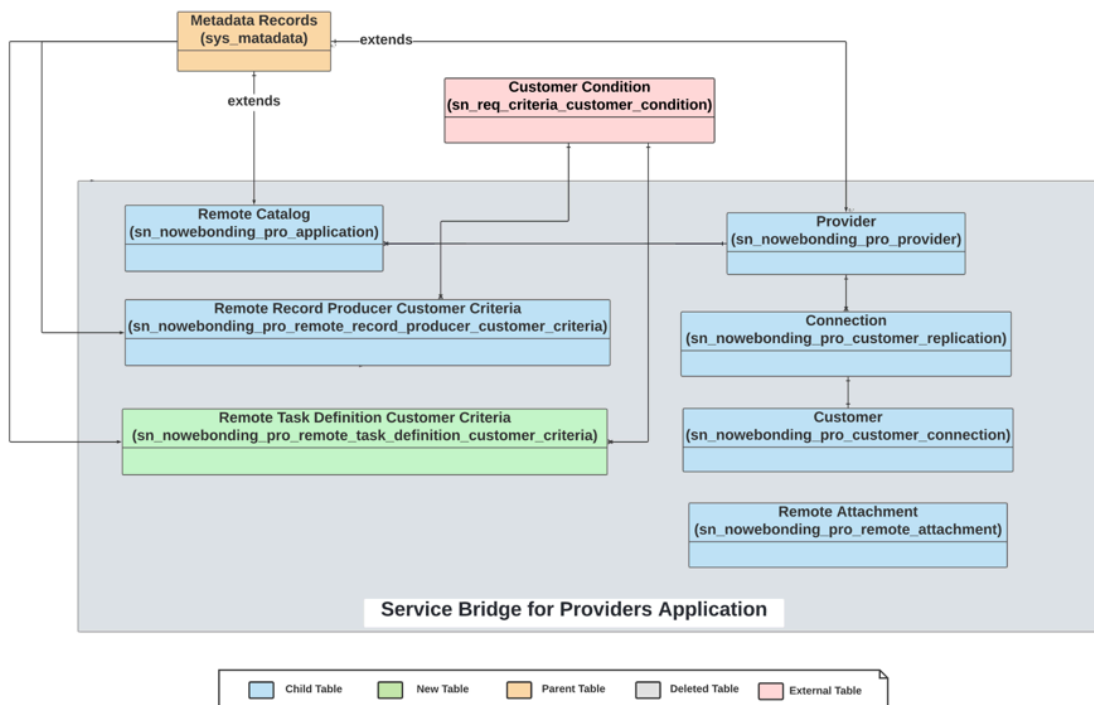 Metadata Records
(sys_matadata)
extends
extends
Customer Condition
(sn_req_criteria_customer_condition)
Remote Catalog
(sn_nowebonding_pro_application)
Provider
(sn_nowebonding_pro_provider)
Remote Record Producer Customer Criteria
(sn_nowebonding_pro_remote_record_producer_customer_criteria)
Connection
(sn_nowebonding_pro_customer_replication)
Remote Task Definition Customer Criteria
(sn_nowebonding_pro_remote_task_definition_customer_criteria)
Customer
(sn_nowebonding_pro_customer_connection)
Remote Attachment
(sn_nowebonding_pro_remote_attachment)
Service Bridge for Providers Application
Child Table
New Table
Parent Table
Deleted Table
External Table